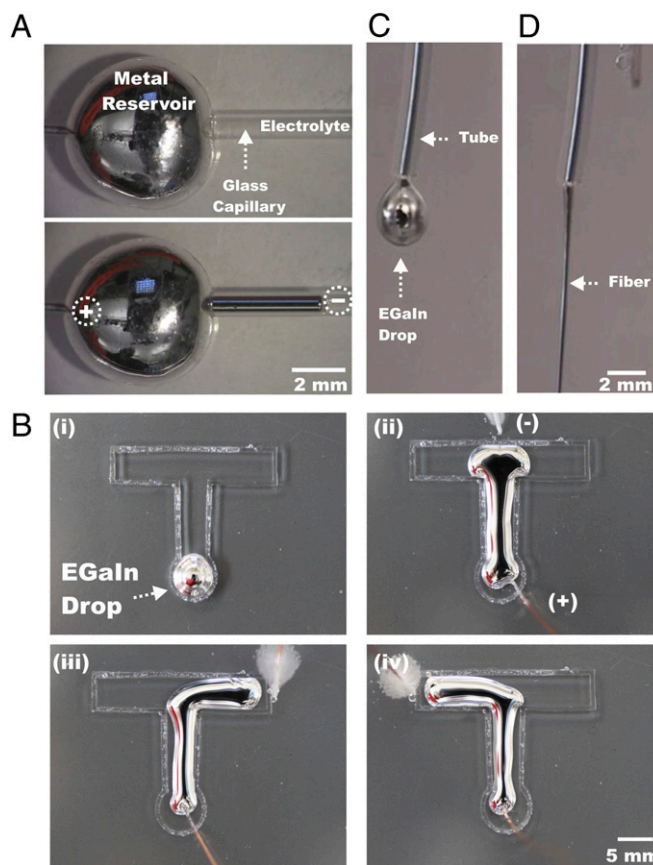 A
Metal
Reservoir
Electrolyte
Glass
Capillary
+
-
2 mm
C
Tube
EGaIn
Drop
D
Fiber
2 mm
B
(i)
EGaIn
Drop
(ii)
(-)
(+)
(iii)
(iv)
5 mm